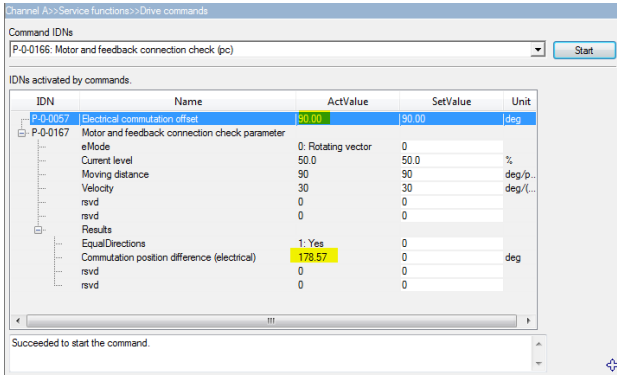 Channel A>>Service functions>>Drive commands
Command IDNs
P-0-0166: Motor and feedback connection check (pc) Start
IDNs activated by commands.
IDN Name ActValue SetValue Unit
P-0-0057 Electrical commutation offset 90.00 90.00 deg
P-0-0167 Motor and feedback connection check parameter
eMode 0: Rotating vector 0
Current level 50.0 50.0 %
Moving distance 90 90 deg/p...
Velocity 30 30 deg/(...
rsvd 0 0
rsvd 0 0
Results
EqualDirections 1: Yes 0
Commutation position difference (electrical) 178.57 0 deg
rsvd 0 0
rsvd 0 0
Succeeded to start the command.